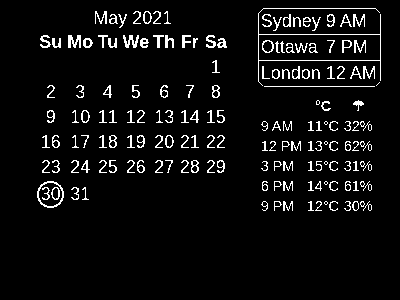 May 2021
Su Mo Tu We Th Fr Sa
1
2 3 4 5 6 7 8
9 10 11 12 13 14 15
16 17 18 19 20 21 22
23 24 25 26 27 28 29
30 31
Sydney 9 AM
Ottawa 7 PM
London 12 AM
°C ☂
9 AM 11°C 32%
12 PM 13°C 62%
3 PM 15°C 31%
6 PM 14°C 61%
9 PM 12°C 30%